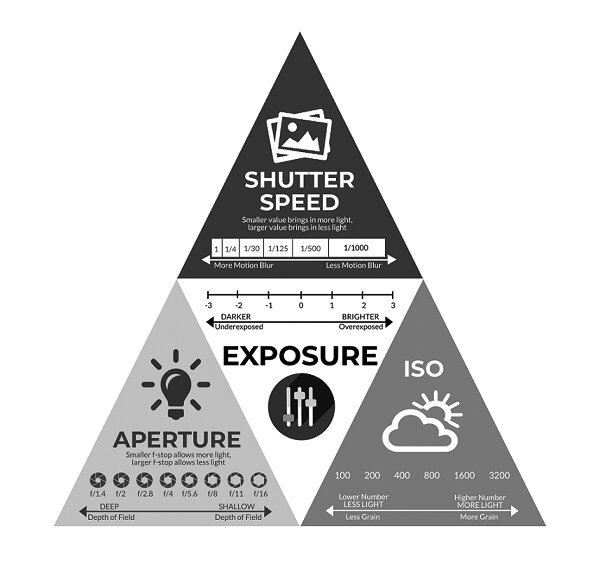 SHUTTER
SPEED
Smaller value brings in more light,
larger value brings in less light
1 1/4 1/30 1/125 1/500 1/1000
More Motion Blur Less Motion Blur
-3 -2 -1 0 1 2 3
DARKER BRIGHTER
Underexposed Overexposed
EXPOSURE
APERTURE
Smaller f-stop allows more light,
larger f-stop allows less light
f/1.4 f/2 f/2.8 f/4 f/5.6 f/8 f/11 f/16
DEEP SHALLOW
Depth of Field Depth of Field
ISO
100 200 400 800 1600 3200
Lower Number Higher Number
LESS LIGHT MORE LIGHT
Less Grain More Grain